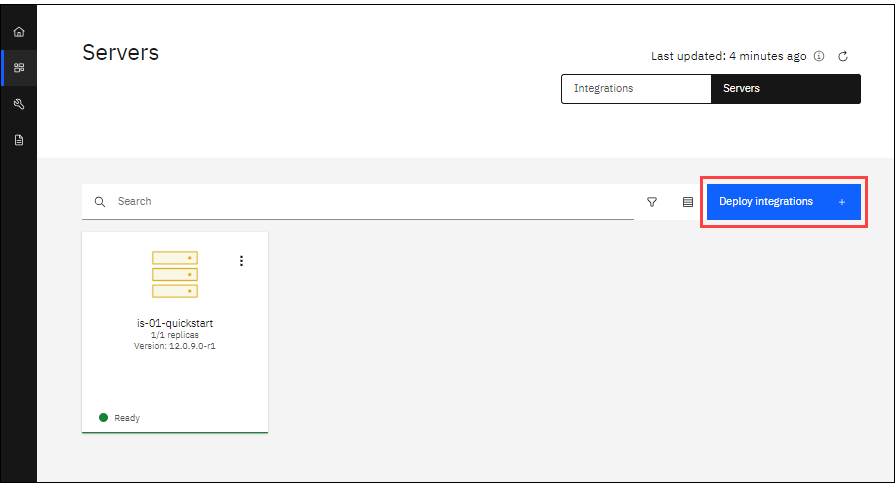 Servers
Last updated: 4 minutes ago
Integrations
Servers
Search
Deploy integrations +
is-01-quickstart
1/1 replicas
Version: 12.0.9.0-r1
Ready